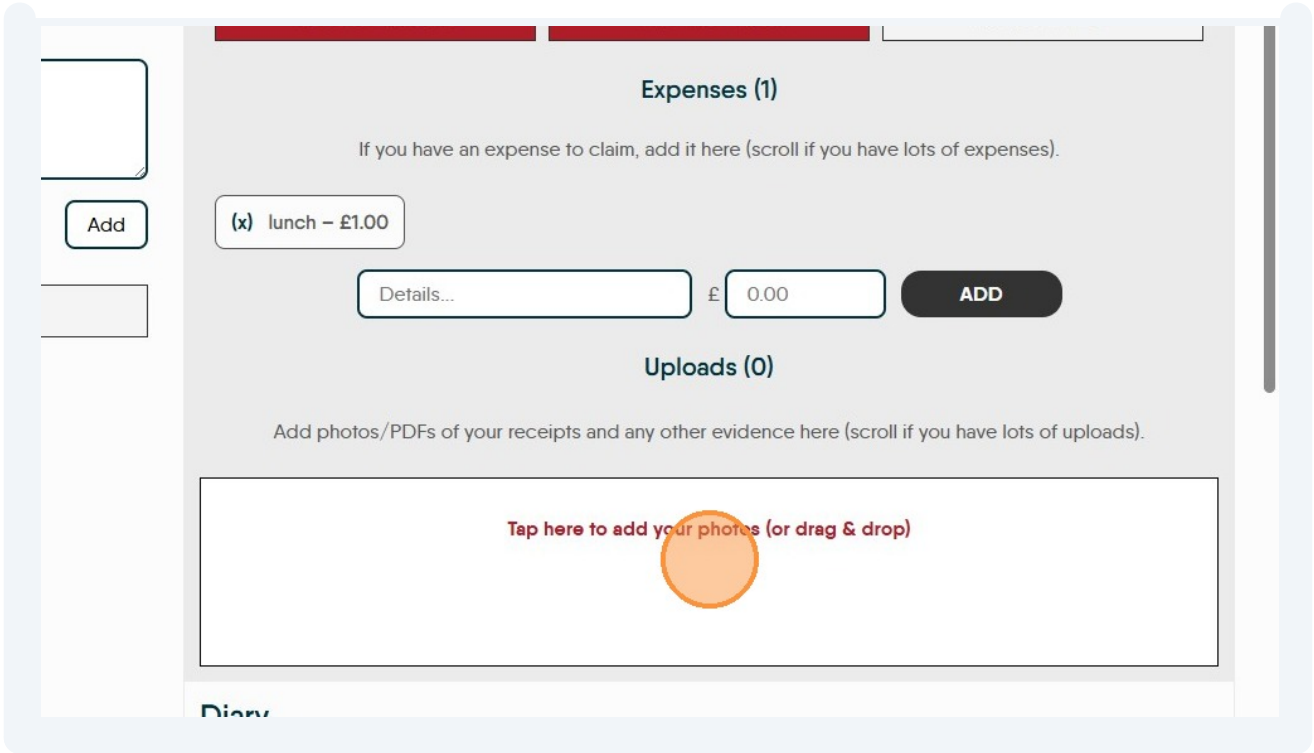 Expenses (1)
If you have an expense to claim, add it here (scroll if you have lots of expenses).
Add
(x) lunch – £1.00
Details... £ 0.00 ADD
Uploads (0)
Add photos/PDFs of your receipts and any other evidence here (scroll if you have lots of uploads).
Tap here to add your photos (or drag & drop)
Diary